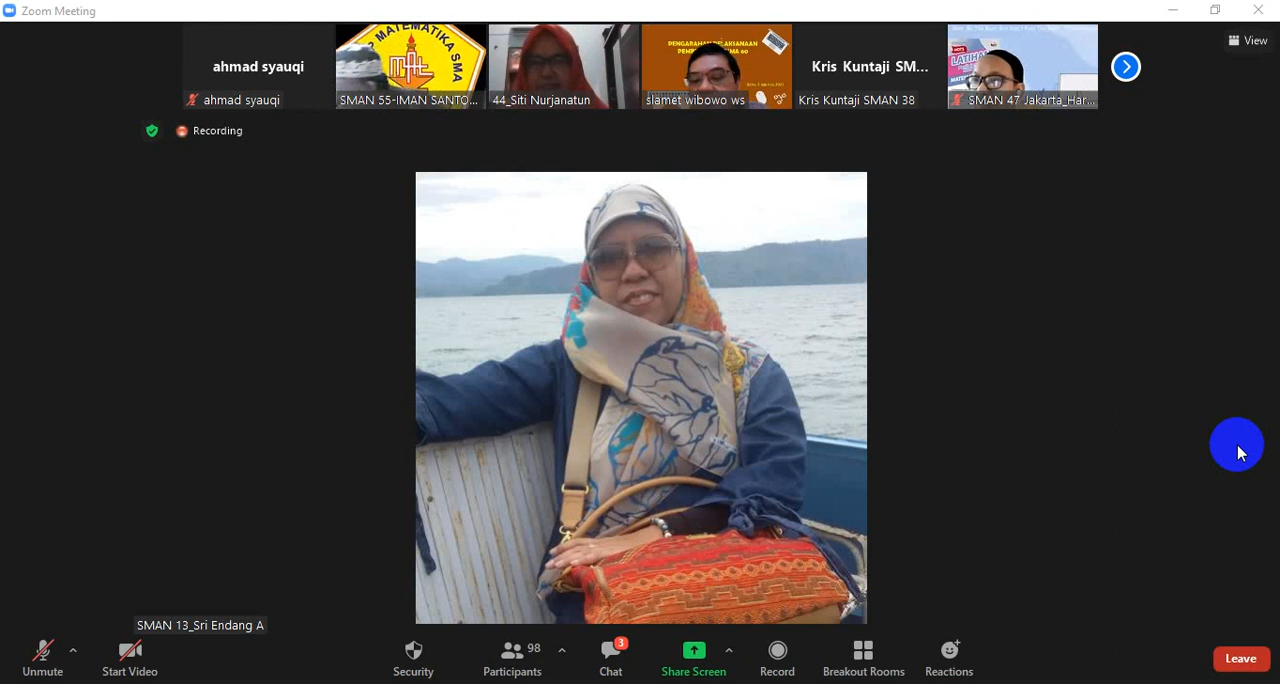 Zoom Meeting
ahmad syauqi
ahmad syauqi
MATEMATIKA SMA
SMAN 55-IMAN SANTO...
44_Siti Nurjanatun
slamet wibowo ws
Kris Kuntaji SM...
Kris Kuntaji SMAN 38
SMAN 47 Jakarta_Har...
View
Recording
SMAN 13_Sri Endang A
Unmute
Start Video
Security
98
Participants
3
Chat
Share Screen
Record
Breakout Rooms
Reactions
Leave